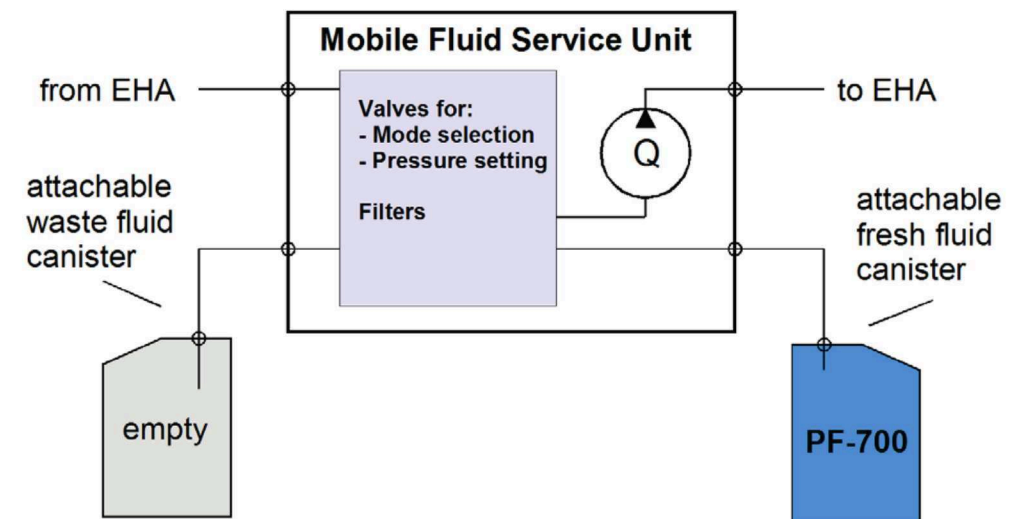 Mobile Fluid Service Unit
from EHA
to EHA
Valves for:
- Mode selection
- Pressure setting
Filters
Q
attachable
waste fluid
canister
attachable
fresh fluid
canister
empty
PF-700